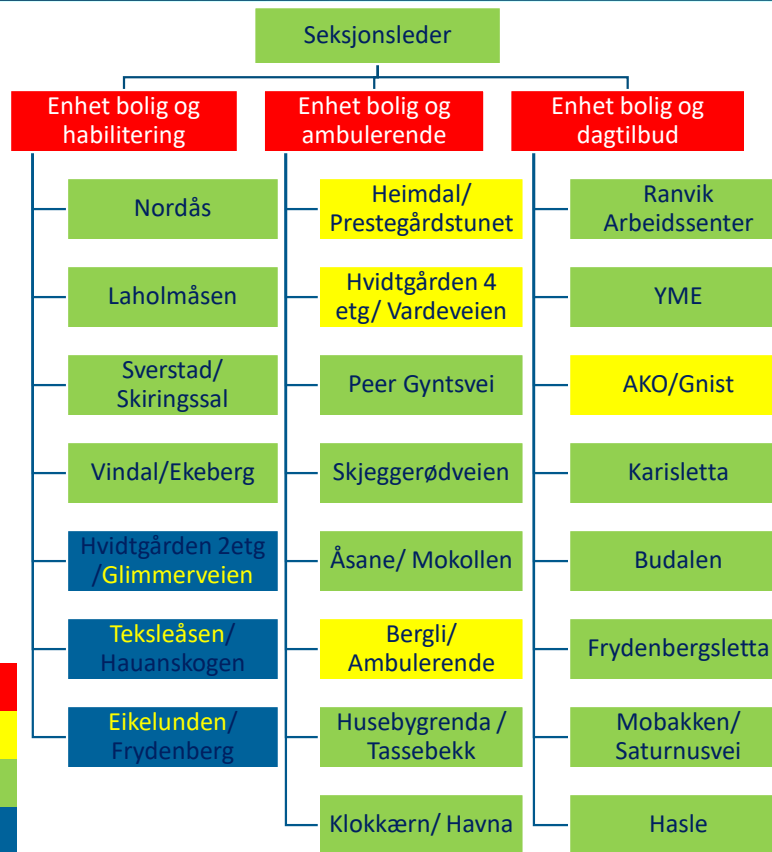 Seksjonsleder
Enhet bolig og
habilitering
Nordås
Laholmåsen
Sverstad/
Skiringssal
Vindal/Ekeberg
Hvidtgården 2etg
/Glimmerveien
Teksleåsen/
Hauanskogen
Eikelunden/
Frydenberg
Enhet bolig og
ambulerende
Heimdal/
Prestegårdstunet
Hvidtgården 4
etg/ Vardeveien
Peer Gyntsvei
Skjeggerødveien
Åsane/ Mokollen
Bergli/
Ambulerende
Husebygrenda /
Tassebekk
Klokkærn/ Havna
Enhet bolig og
dagtilbud
Ranvik
Arbeidssenter
YME
AKO/Gnist
Karisletta
Budalen
Frydenbergsletta
Mobakken/
Saturnusvei
Hasle